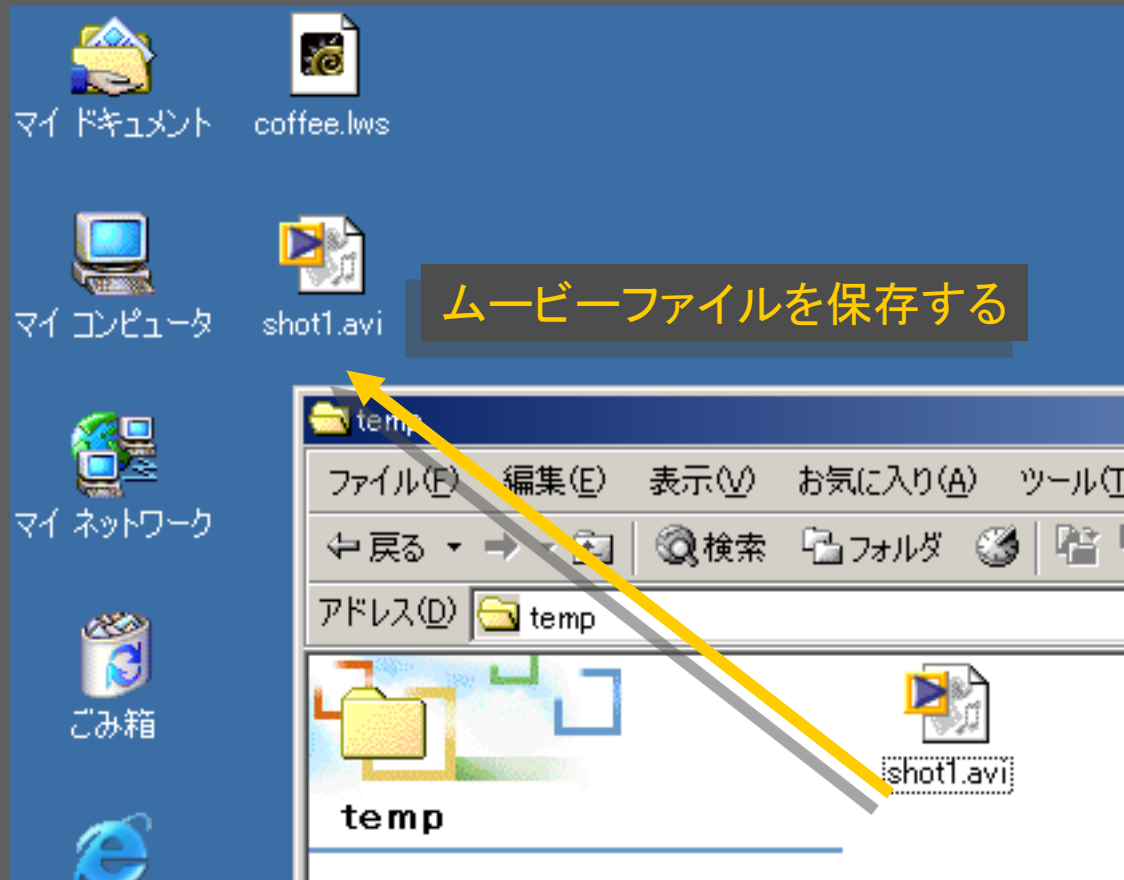 マイ ドキュメント
coffee.lws
マイ コンピュータ
shot1.avi
ムービーファイルを保存する
マイ ネットワーク
ごみ箱
temp
ファイル(F) 編集(E) 表示(V) お気に入り(A) ツール(T
戻る 検索 フォルダ
アドレス(D) temp
shot1.avi
temp